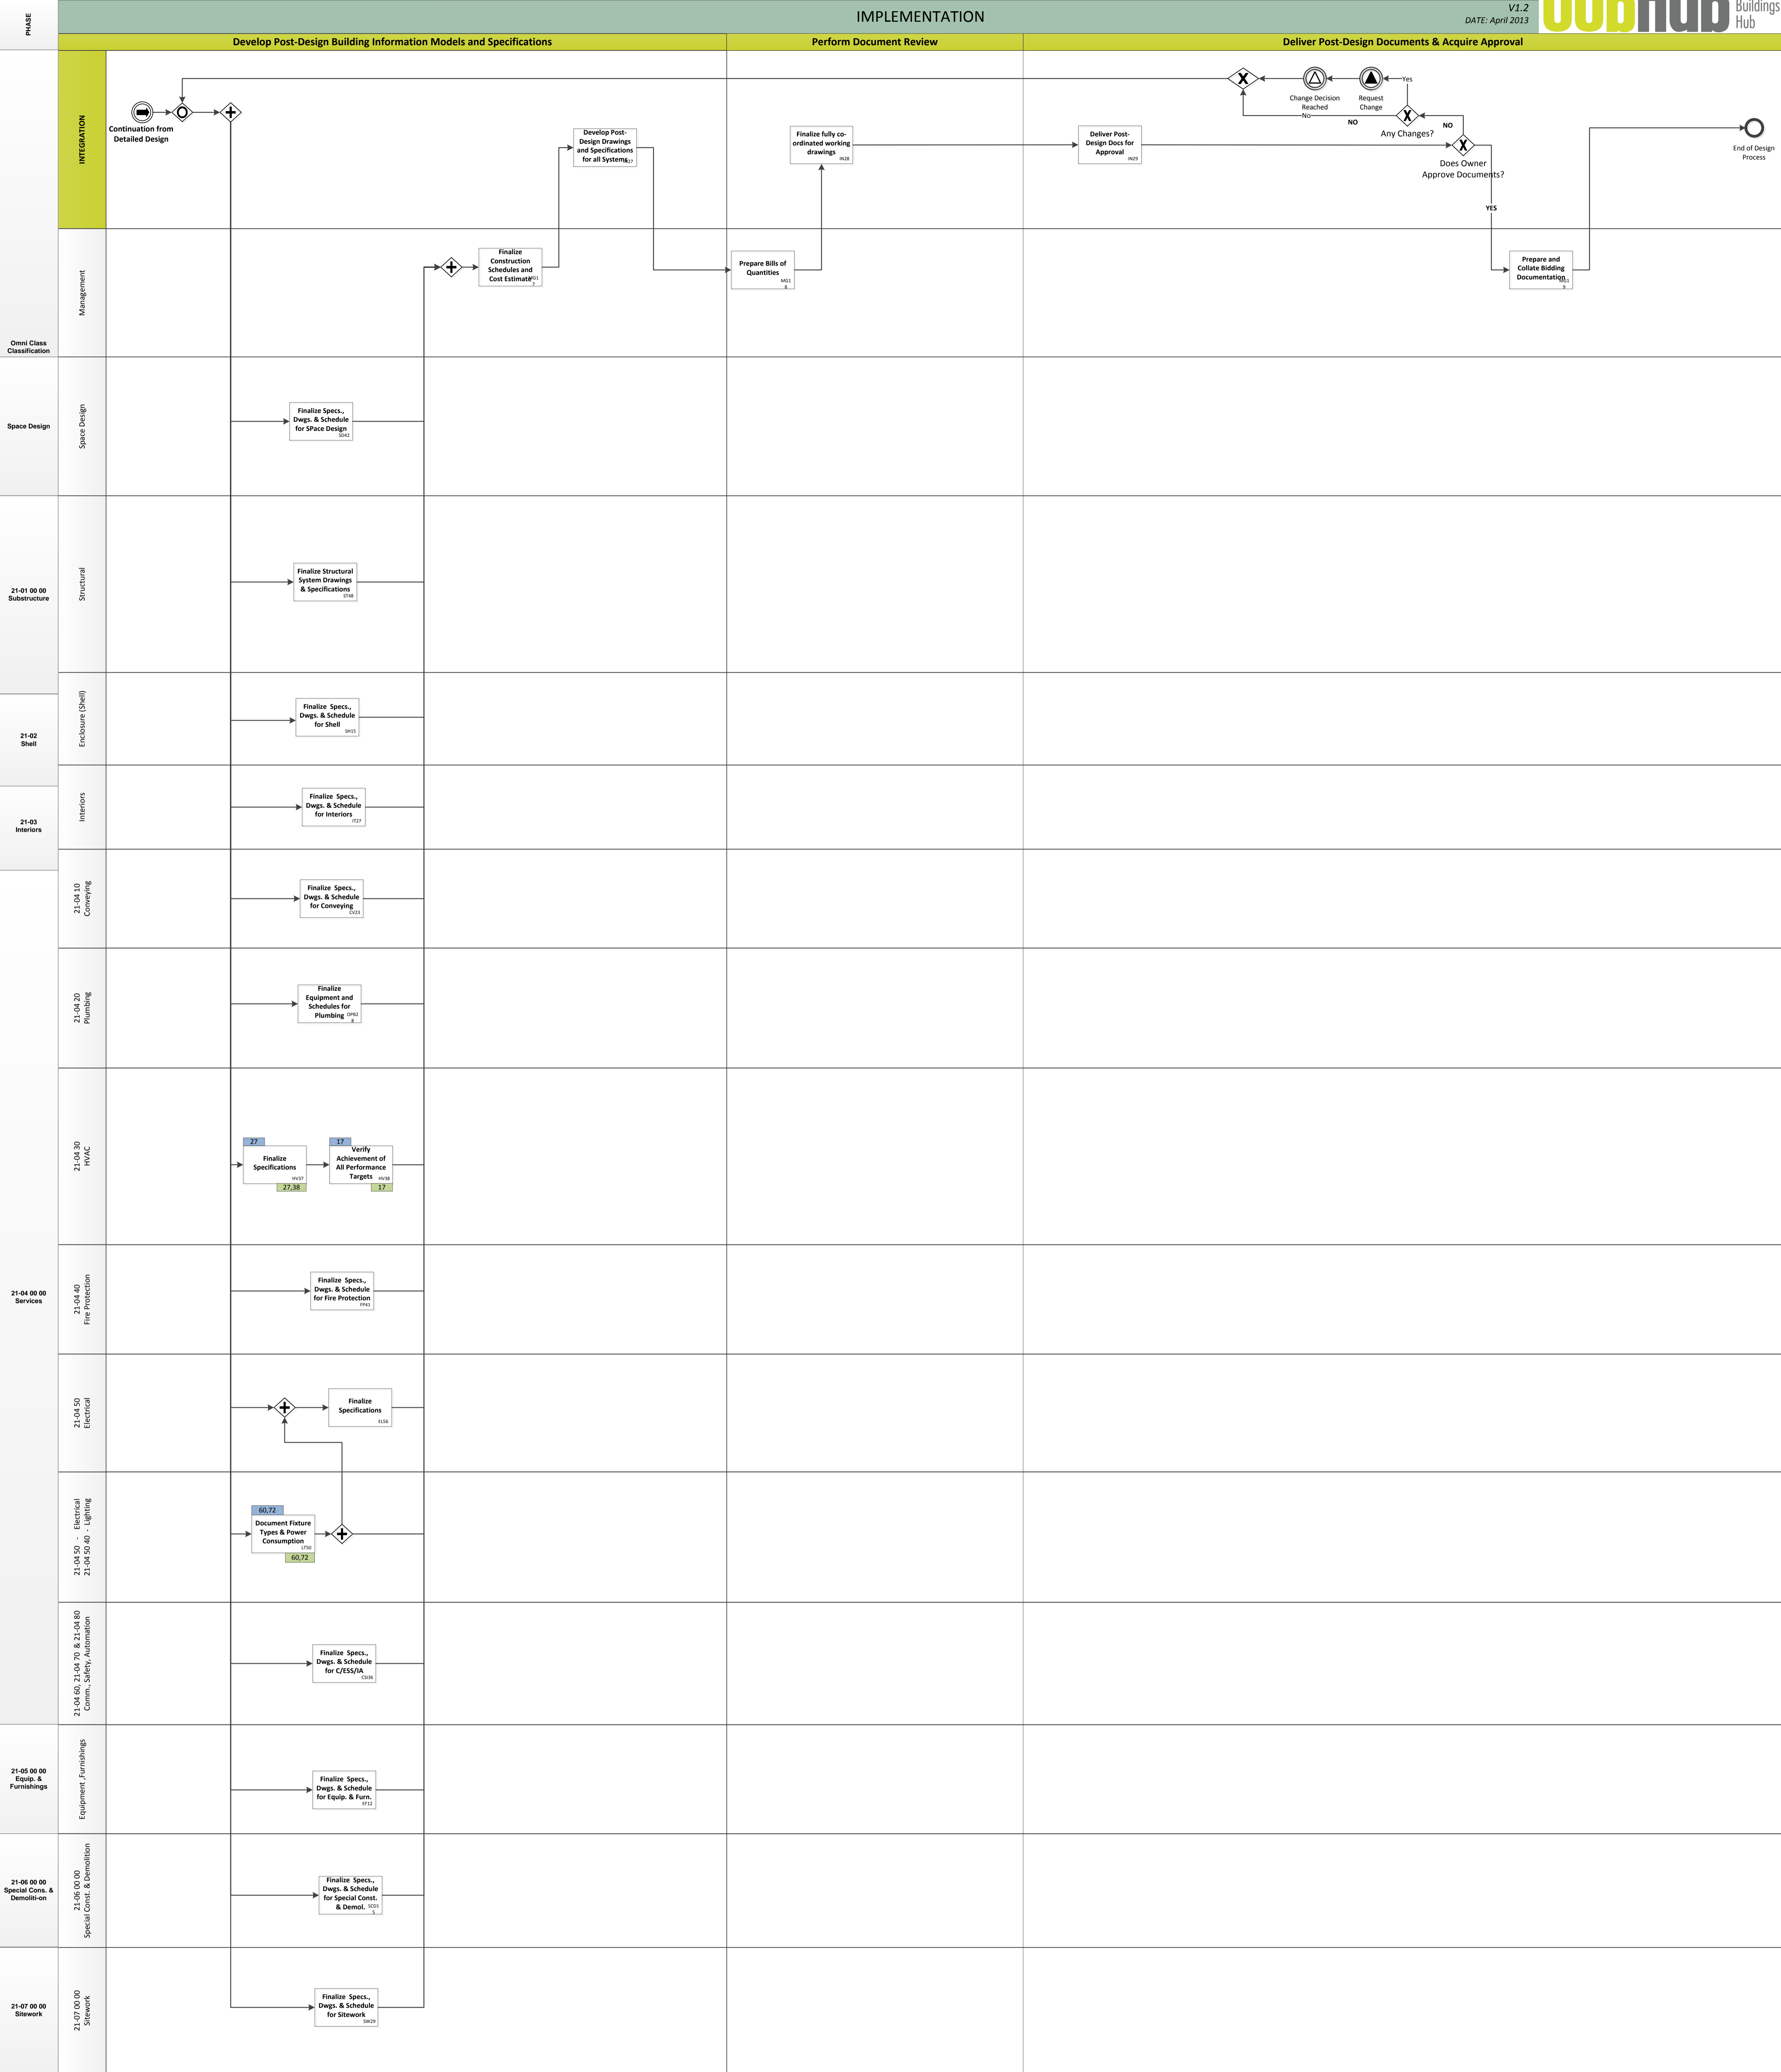 PHASE
IMPLEMENTATION
V1.2
DATE: April 2013
Buildings
Hub
Develop Post-Design Building Information Models and Specifications
Perform Document Review
Deliver Post-Design Documents & Acquire Approval
INTEGRATION
Continuation from
Detailed Design
Develop Post-
Design Drawings
and Specifications
for all Systems
Finalize fully co-
ordinated working
drawings
IN28
Deliver Post-
Design Docs for
Approval
IN29
Change Decision
Reached
Request
Change
Yes
No
NO
Any Changes?
NO
Does Owner
Approve Documents?
YES
End of Design
Process
Omni Class
Classification
Management
Finalize
Construction
Schedules and
Cost Estimate
MG1
7
Prepare Bills of
Quantities
MG1
8
Prepare and
Collate Bidding
Documentation
MG1
9
Space Design
Space Design
Finalize Specs.,
Dwgs. & Schedule
for SPace Design
SD42
21-01 00 00
Substructure
Structural
Finalize Structural
System Drawings
& Specifications
ST48
21-02
Shell
Enclosure (Shell)
Finalize Specs.,
Dwgs. & Schedule
for Shell
SH15
21-03
Interiors
Interiors
Finalize Specs.,
Dwgs. & Schedule
for Interiors
IT27
21-04 00 00
Services
21-04 10
Conveying
Finalize Specs.,
Dwgs. & Schedule
for Conveying
CV23
21-04 20
Plumbing
Finalize
Equipment and
Schedules for
Plumbing
DPB2
8
21-04 30
HVAC
27
Finalize
Specifications
HV37
27,38
17
Verify
Achievement of
All Performance
Targets
HV38
17
21-04 40
Fire Protection
Finalize Specs.,
Dwgs. & Schedule
for Fire Protection
FP41
21-04 50
Electrical
Finalize
Specifications
EL56
21-04 50 - Electrical
21-04 50 40 - Lighting
60,72
Document Fixture
Types & Power
Consumption
LT50
60,72
21-04 60, 21-04 70 & 21-04 80
Comm., Safety, Automation
Finalize Specs.,
Dwgs. & Schedule
for C/ESS/IA
CSI36
21-05 00 00
Equip. &
Furnishings
Equipment ,Furnishings
Finalize Specs.,
Dwgs. & Schedule
for Equip. & Furn.
EF12
21-06 00 00
Special Cons. &
Demoliti-on
21-06 00 00
Special Const. & Demolition
Finalize Specs.,
Dwgs. & Schedule
for Special Const.
& Demol.
SCD1
5
21-07 00 00
Sitework
21-07 00 00
Sitework
Finalize Specs.,
Dwgs. & Schedule
for Sitework
SW29